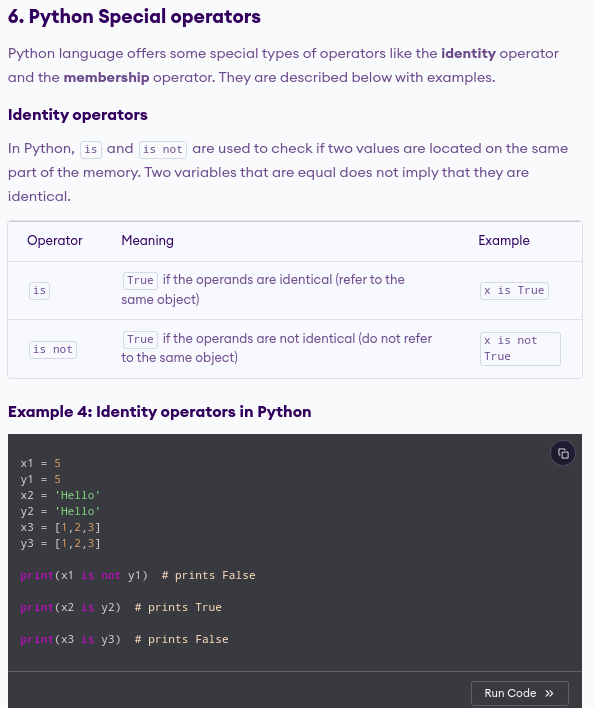 6. Python Special operators
Python language offers some special types of operators like the identity operator
and the membership operator. They are described below with examples.
Identity operators
In Python, is and is not are used to check if two values are located on the same
part of the memory. Two variables that are equal does not imply that they are
identical.
Operator Meaning Example
is True if the operands are identical (refer to the same object) x is True
is not True if the operands are not identical (do not refer to the same object) x is not True
Example 4: Identity operators in Python
x1 = 5
y1 = 5
x2 = 'Hello'
y2 = 'Hello'
x3 = [1,2,3]
y3 = [1,2,3]
print(x1 is not y1)  # prints False
print(x2 is y2)  # prints True
print(x3 is y3)  # prints False
Run Code »